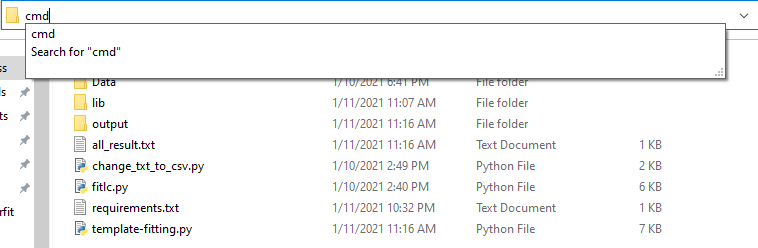 cmd
cmd
Search for "cmd"
ss
Data 1/10/2021 6:41 PM File folder
ds
lib 1/11/2021 11:07 AM File folder
ts
output 1/11/2021 11:16 AM File folder
all_result.txt 1/11/2021 11:16 AM Text Document 1 KB
change_txt_to_csv.py 1/10/2021 2:49 PM Python File 2 KB
fitlc.py 1/10/2021 2:40 PM Python File 6 KB
requirements.txt 1/11/2021 10:32 PM Text Document 1 KB
rfit
template-fitting.py 1/11/2021 11:16 AM Python File 7 KB